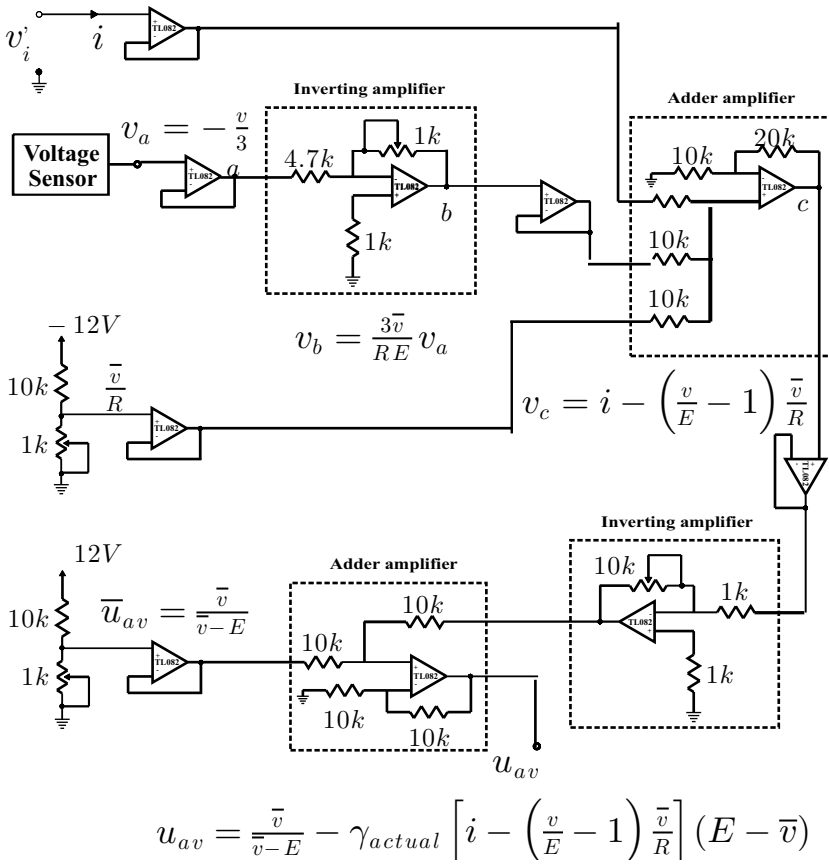 TL082
v_i'
i
Inverting amplifier
Adder amplifier
v_a = - v/3
1k
20k
Voltage
Sensor
4.7k
10k
a
TL082
TL082
TL082
c
b
TL082
1k
10k
10k
- 12V
v_b = 3v̅/RE v_a
10k
v̅/R
v_c = i - (v/E - 1) v̅/R
TL082
1k
TL082
Inverting amplifier
12V
Adder amplifier
10k
u̅_av = v̅/v̅-E
10k
10k
1k
10k
TL082
TL082
TL082
1k
1k
10k
10k
u_av
u_av = v̅/v̅-E - γ_actual [i - (v/E - 1) v̅/R] (E - v̅)